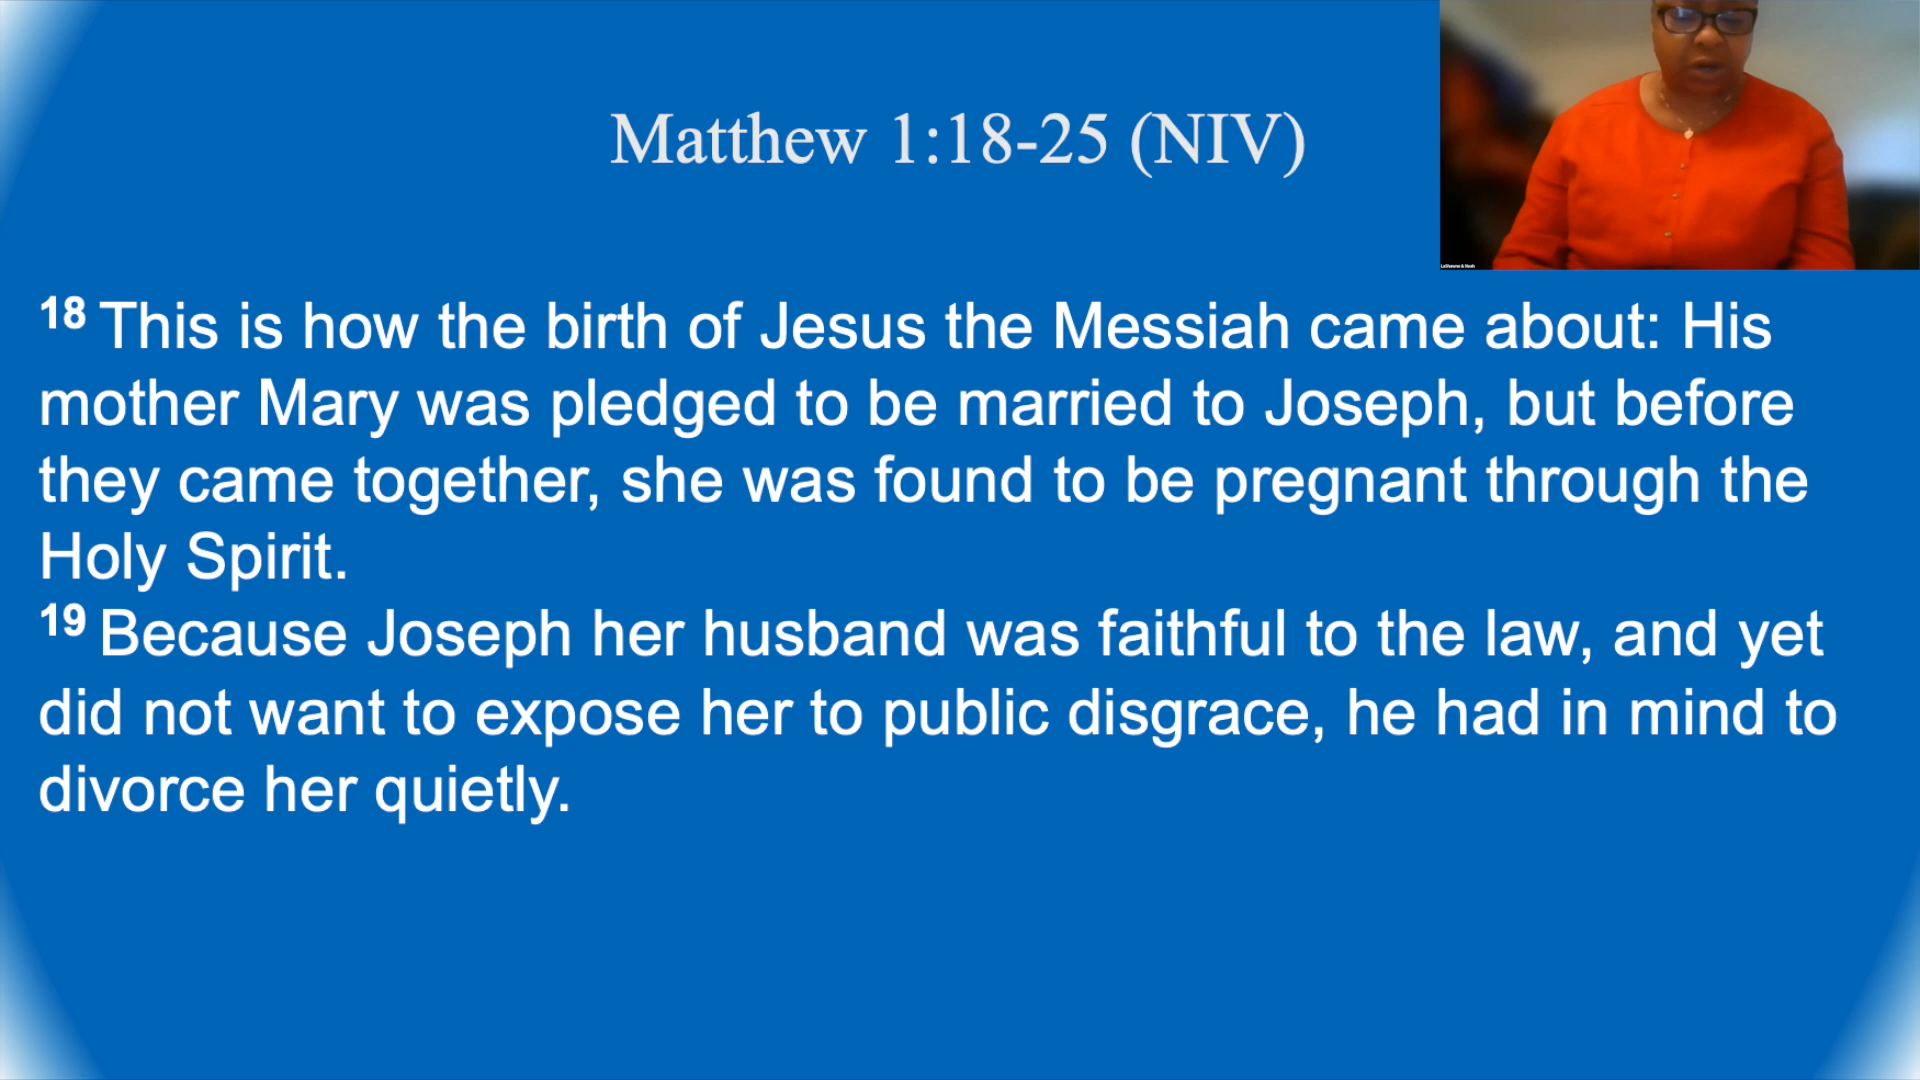 Matthew 1:18-25 (NIV)
18 This is how the birth of Jesus the Messiah came about: His
mother Mary was pledged to be married to Joseph, but before
they came together, she was found to be pregnant through the
Holy Spirit.
19 Because Joseph her husband was faithful to the law, and yet
did not want to expose her to public disgrace, he had in mind to
divorce her quietly.